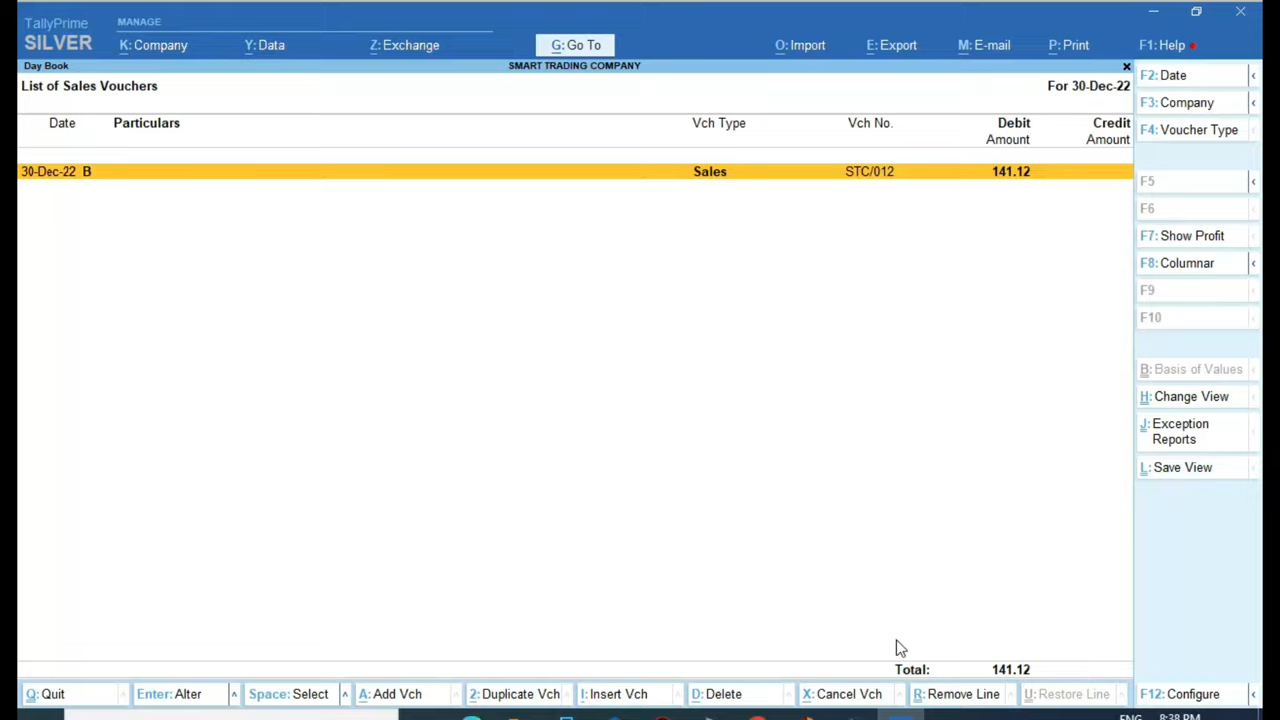 TallyPrime
SILVER
MANAGE
K: Company
Y: Data
Z: Exchange
G: Go To
O: Import
E: Export
M: E-mail
P: Print
F1: Help
Day Book
SMART TRADING COMPANY
List of Sales Vouchers
For 30-Dec-22
Date
Particulars
Vch Type
Vch No.
Debit
Amount
Credit
Amount
30-Dec-22 B
Sales
STC/012
141.12
Total:
141.12
F2: Date
F3: Company
F4: Voucher Type
F5
F6
F7: Show Profit
F8: Columnar
F9
F10
B: Basis of Values
H: Change View
J: Exception
Reports
L: Save View
Q: Quit
Enter: Alter
Space: Select
A: Add Vch
2: Duplicate Vch
I: Insert Vch
D: Delete
X: Cancel Vch
R: Remove Line
U: Restore Line
F12: Configure
ENG
8:38 PM